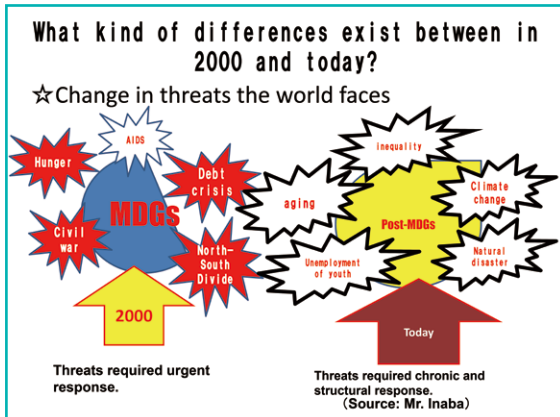 What kind of differences exist between in
2000 and today?
☆Change in threats the world faces
AIDS
Hunger
Debt
crisis
MDGs
Civil
war
North-
South
Divide
2000
Threats required urgent
response.
inequality
aging
Climate
change
Post-MDGs
Unemployment
of youth
Natural
disaster
Today
Threats required chronic and
structural response.
(Source: Mr. Inaba)